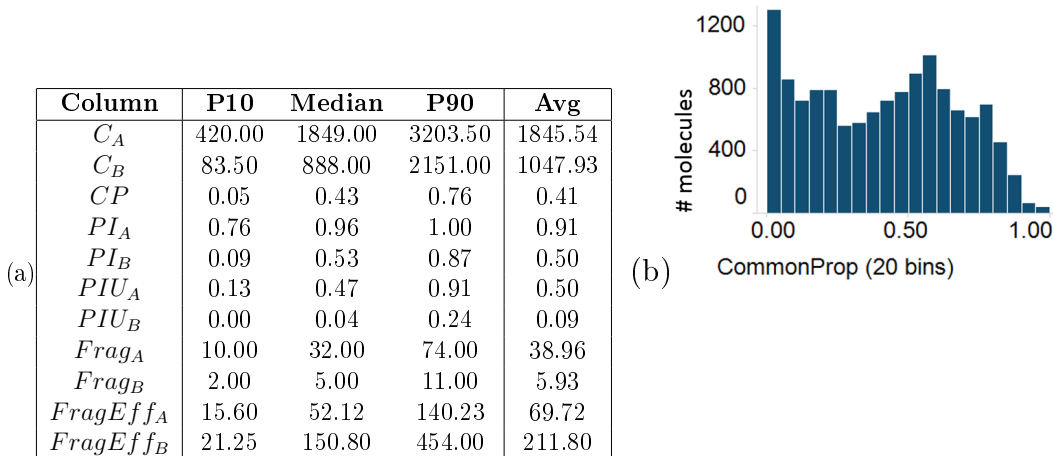 Column P10 Median P90 Avg
C_A 420.00 1849.00 3203.50 1845.54
C_B 83.50 888.00 2151.00 1047.93
CP 0.05 0.43 0.76 0.41
PI_A 0.76 0.96 1.00 0.91
PI_B 0.09 0.53 0.87 0.50
PIU_A 0.13 0.47 0.91 0.50
PIU_B 0.00 0.04 0.24 0.09
Frag_A 10.00 32.00 74.00 38.96
Frag_B 2.00 5.00 11.00 5.93
FragEff_A 15.60 52.12 140.23 69.72
FragEff_B 21.25 150.80 454.00 211.80
(a)
(b)
# molecules
1200
800
400
0
0.00 0.50 1.00
CommonProp (20 bins)